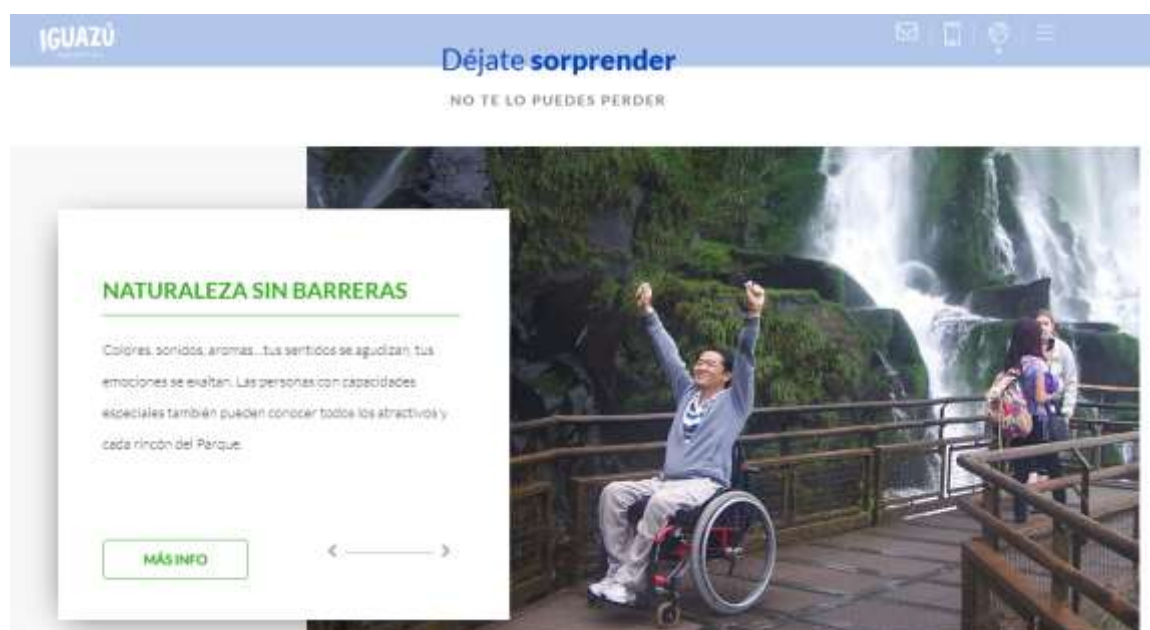 IGUAZÚ
Déjate sorprender
NO TE LO PUEDES PERDER
NATURALEZA SIN BARRERAS
Colores, sonidos, aromas...tus sentidos se agudizan, tus
emociones se exaltan. Las personas con capacidades
especiales también pueden conocer todos los atractivos y
cada rincón del Parque.
MÁS INFO